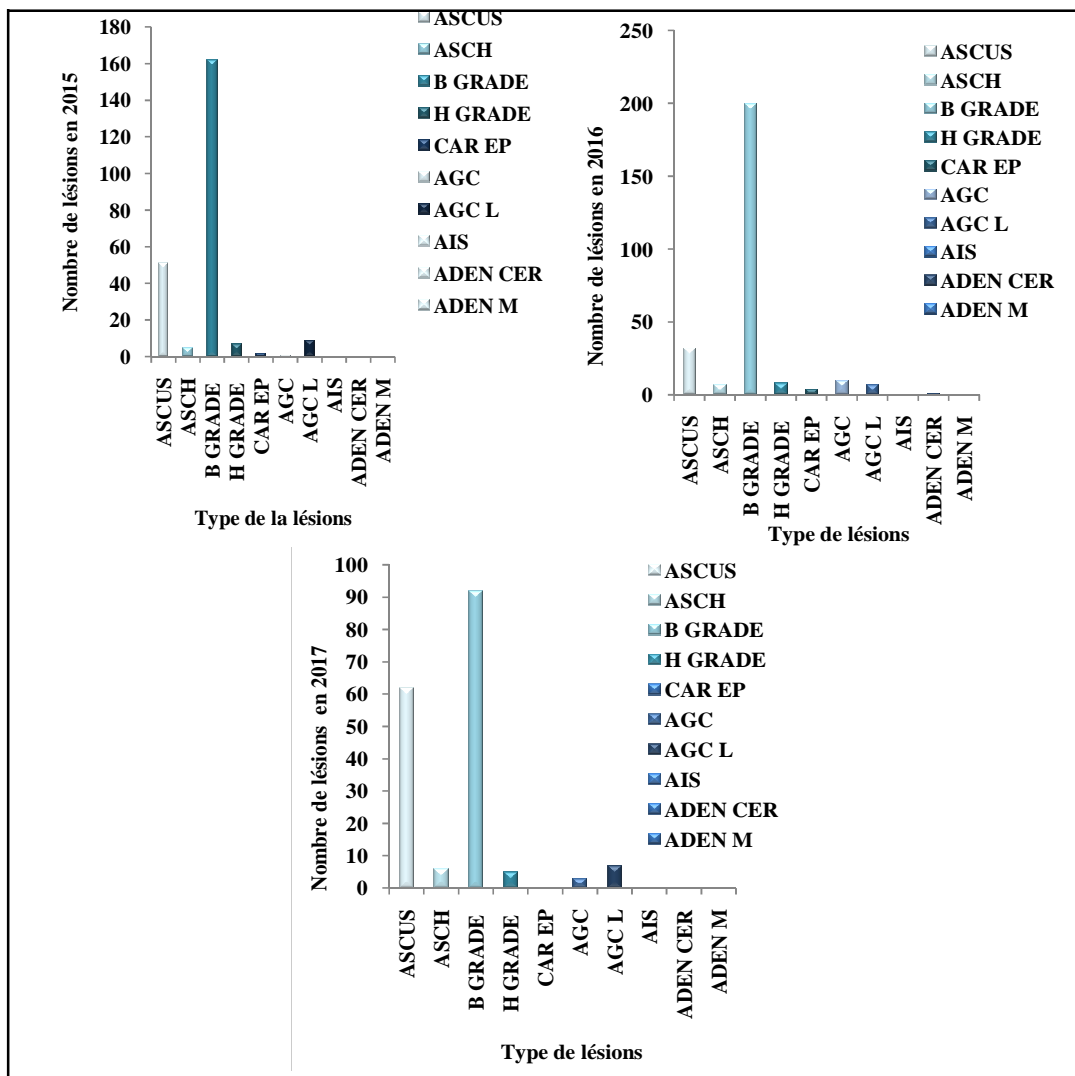 Nombre de lésions en 2015
180
160
140
120
100
80
60
40
20
0
ASCUS
ASCH
B GRADE
H GRADE
CAR EP
AGC
AGC L
AIS
ADEN CER
ADEN M
Type de la lésions
ASCUS
ASCH
B GRADE
H GRADE
CAR EP
AGC
AGC L
AIS
ADEN CER
ADEN M
Nombre de lésions en 2016
250
200
150
100
50
0
ASCUS
ASCH
B GRADE
H GRADE
CAR EP
AGC
AGC L
AIS
ADEN CER
ADEN M
Type de lésions
ASCUS
ASCH
B GRADE
H GRADE
CAR EP
AGC
AGC L
AIS
ADEN CER
ADEN M
Nombre de lésions en 2017
100
90
80
70
60
50
40
30
20
10
0
ASCUS
ASCH
B GRADE
H GRADE
CAR EP
AGC
AGC L
AIS
ADEN CER
ADEN M
Type de lésions
ASCUS
ASCH
B GRADE
H GRADE
CAR EP
AGC
AGC L
AIS
ADEN CER
ADEN M